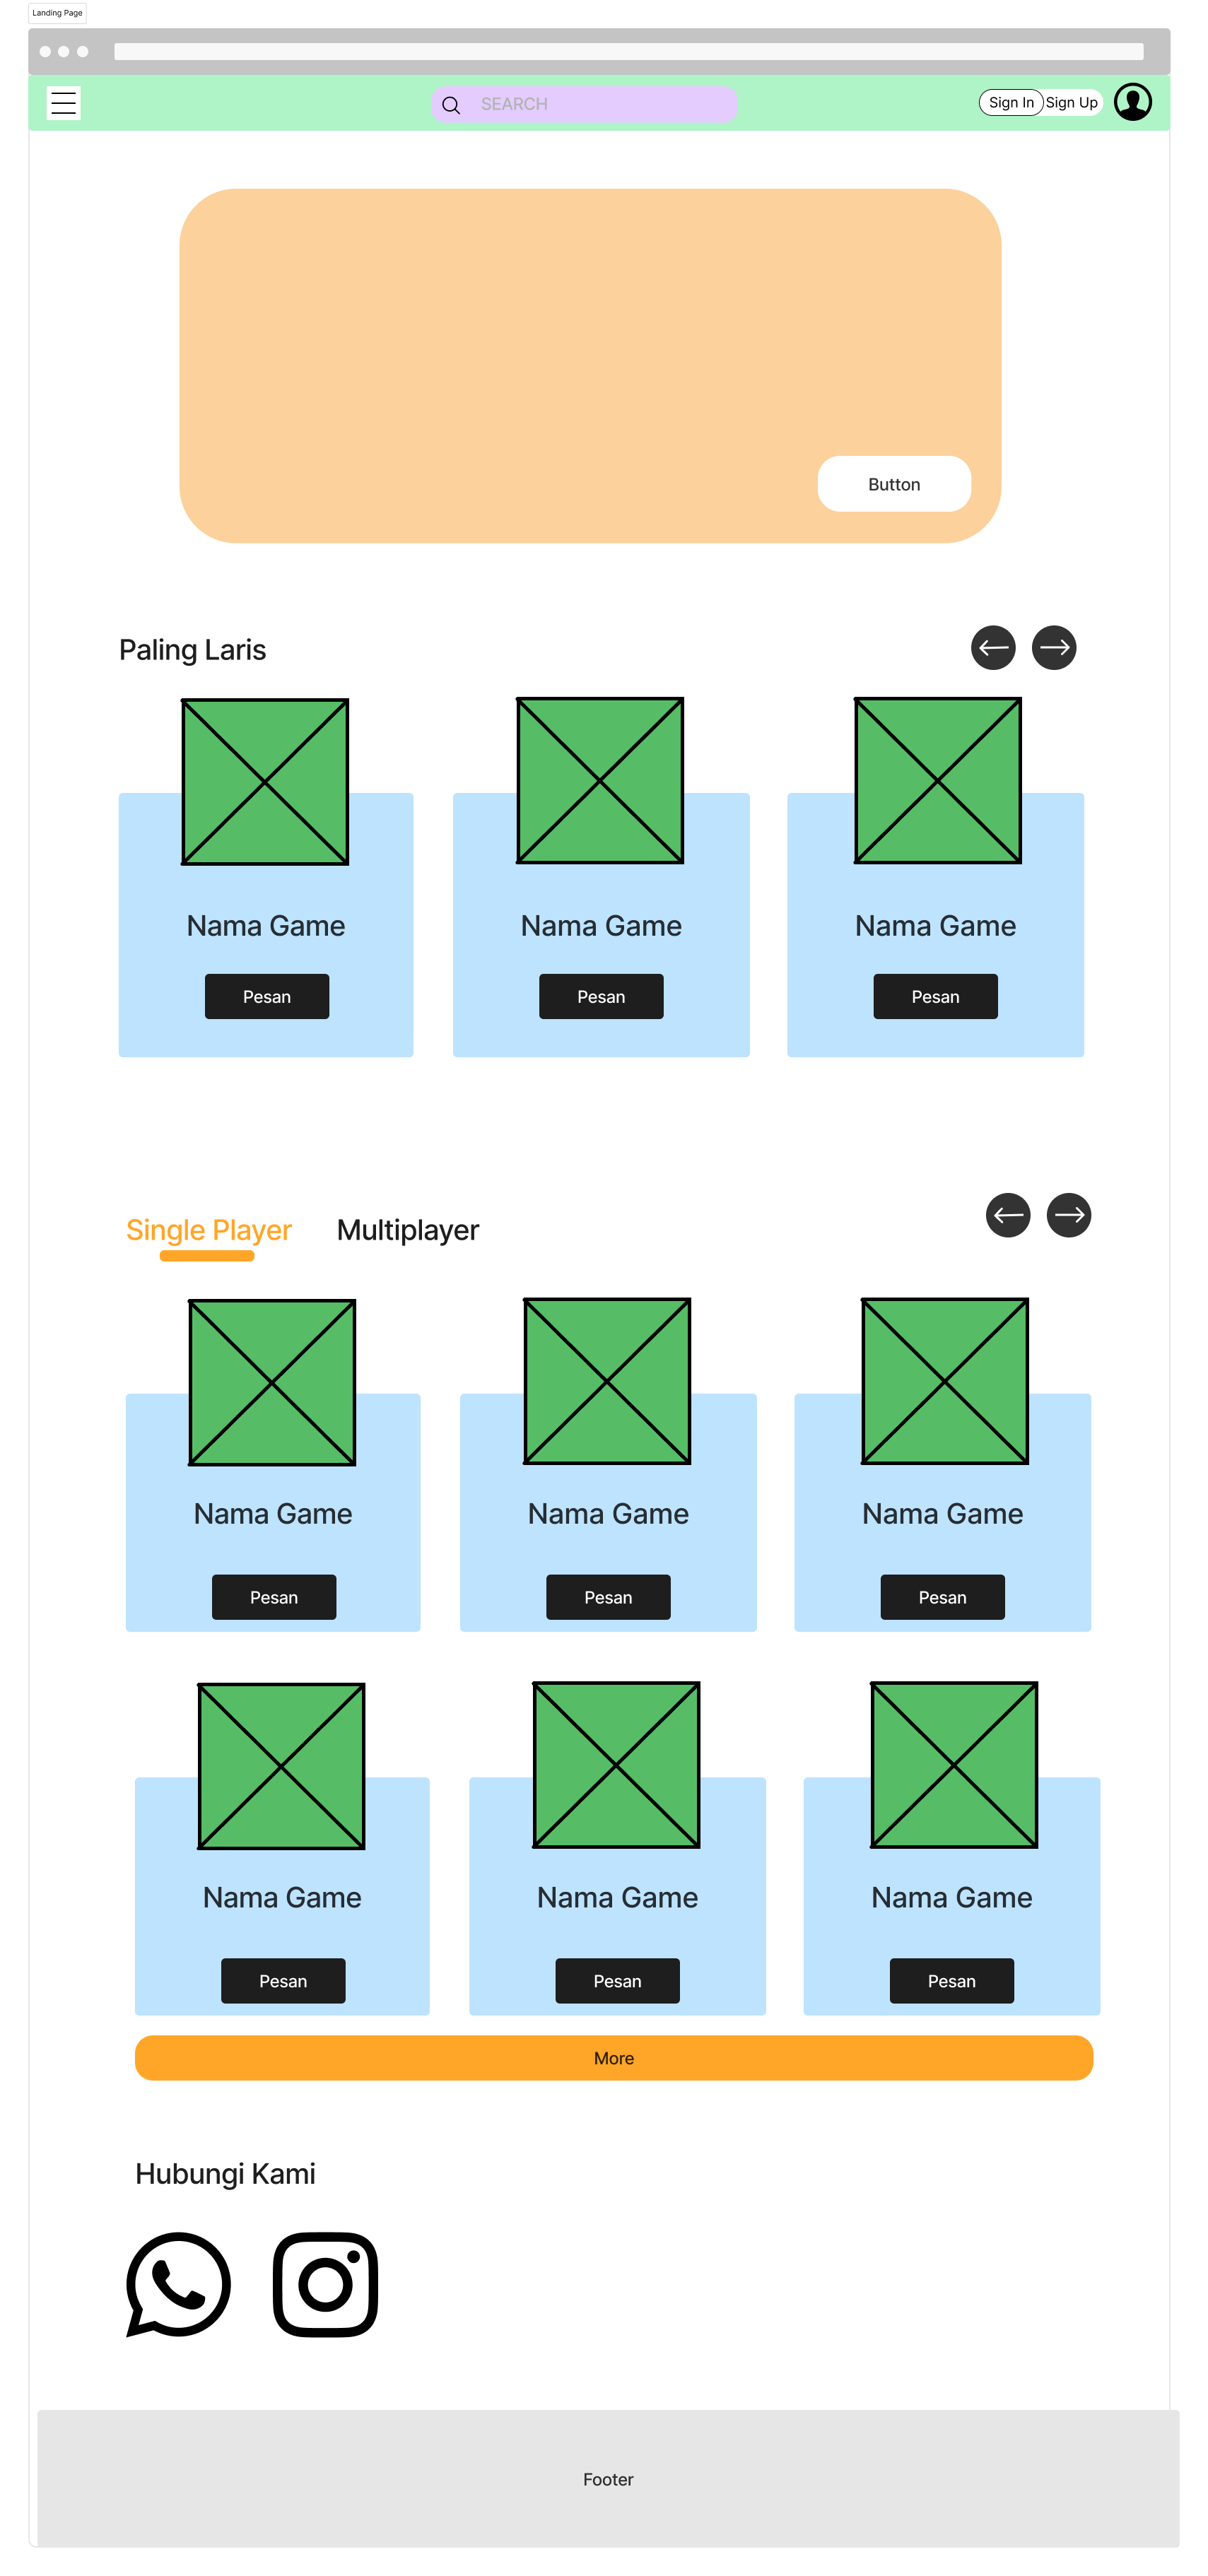 Landing Page
SEARCH
Sign In
Sign Up
Button
Paling Laris
Nama Game
Nama Game
Nama Game
Pesan
Pesan
Pesan
Single Player
Multiplayer
Nama Game
Nama Game
Nama Game
Pesan
Pesan
Pesan
Nama Game
Nama Game
Nama Game
Pesan
Pesan
Pesan
More
Hubungi Kami
Footer